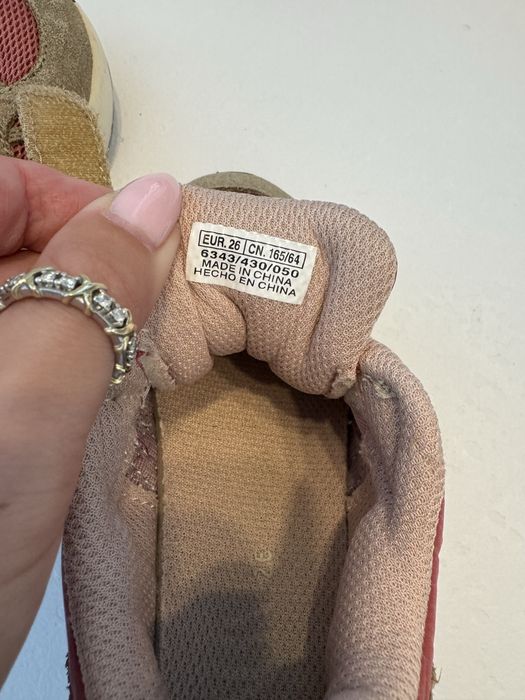 EUR. 26 CN. 165/64
6343/430/050
MADE IN CHINA
HECHO EN CHINA